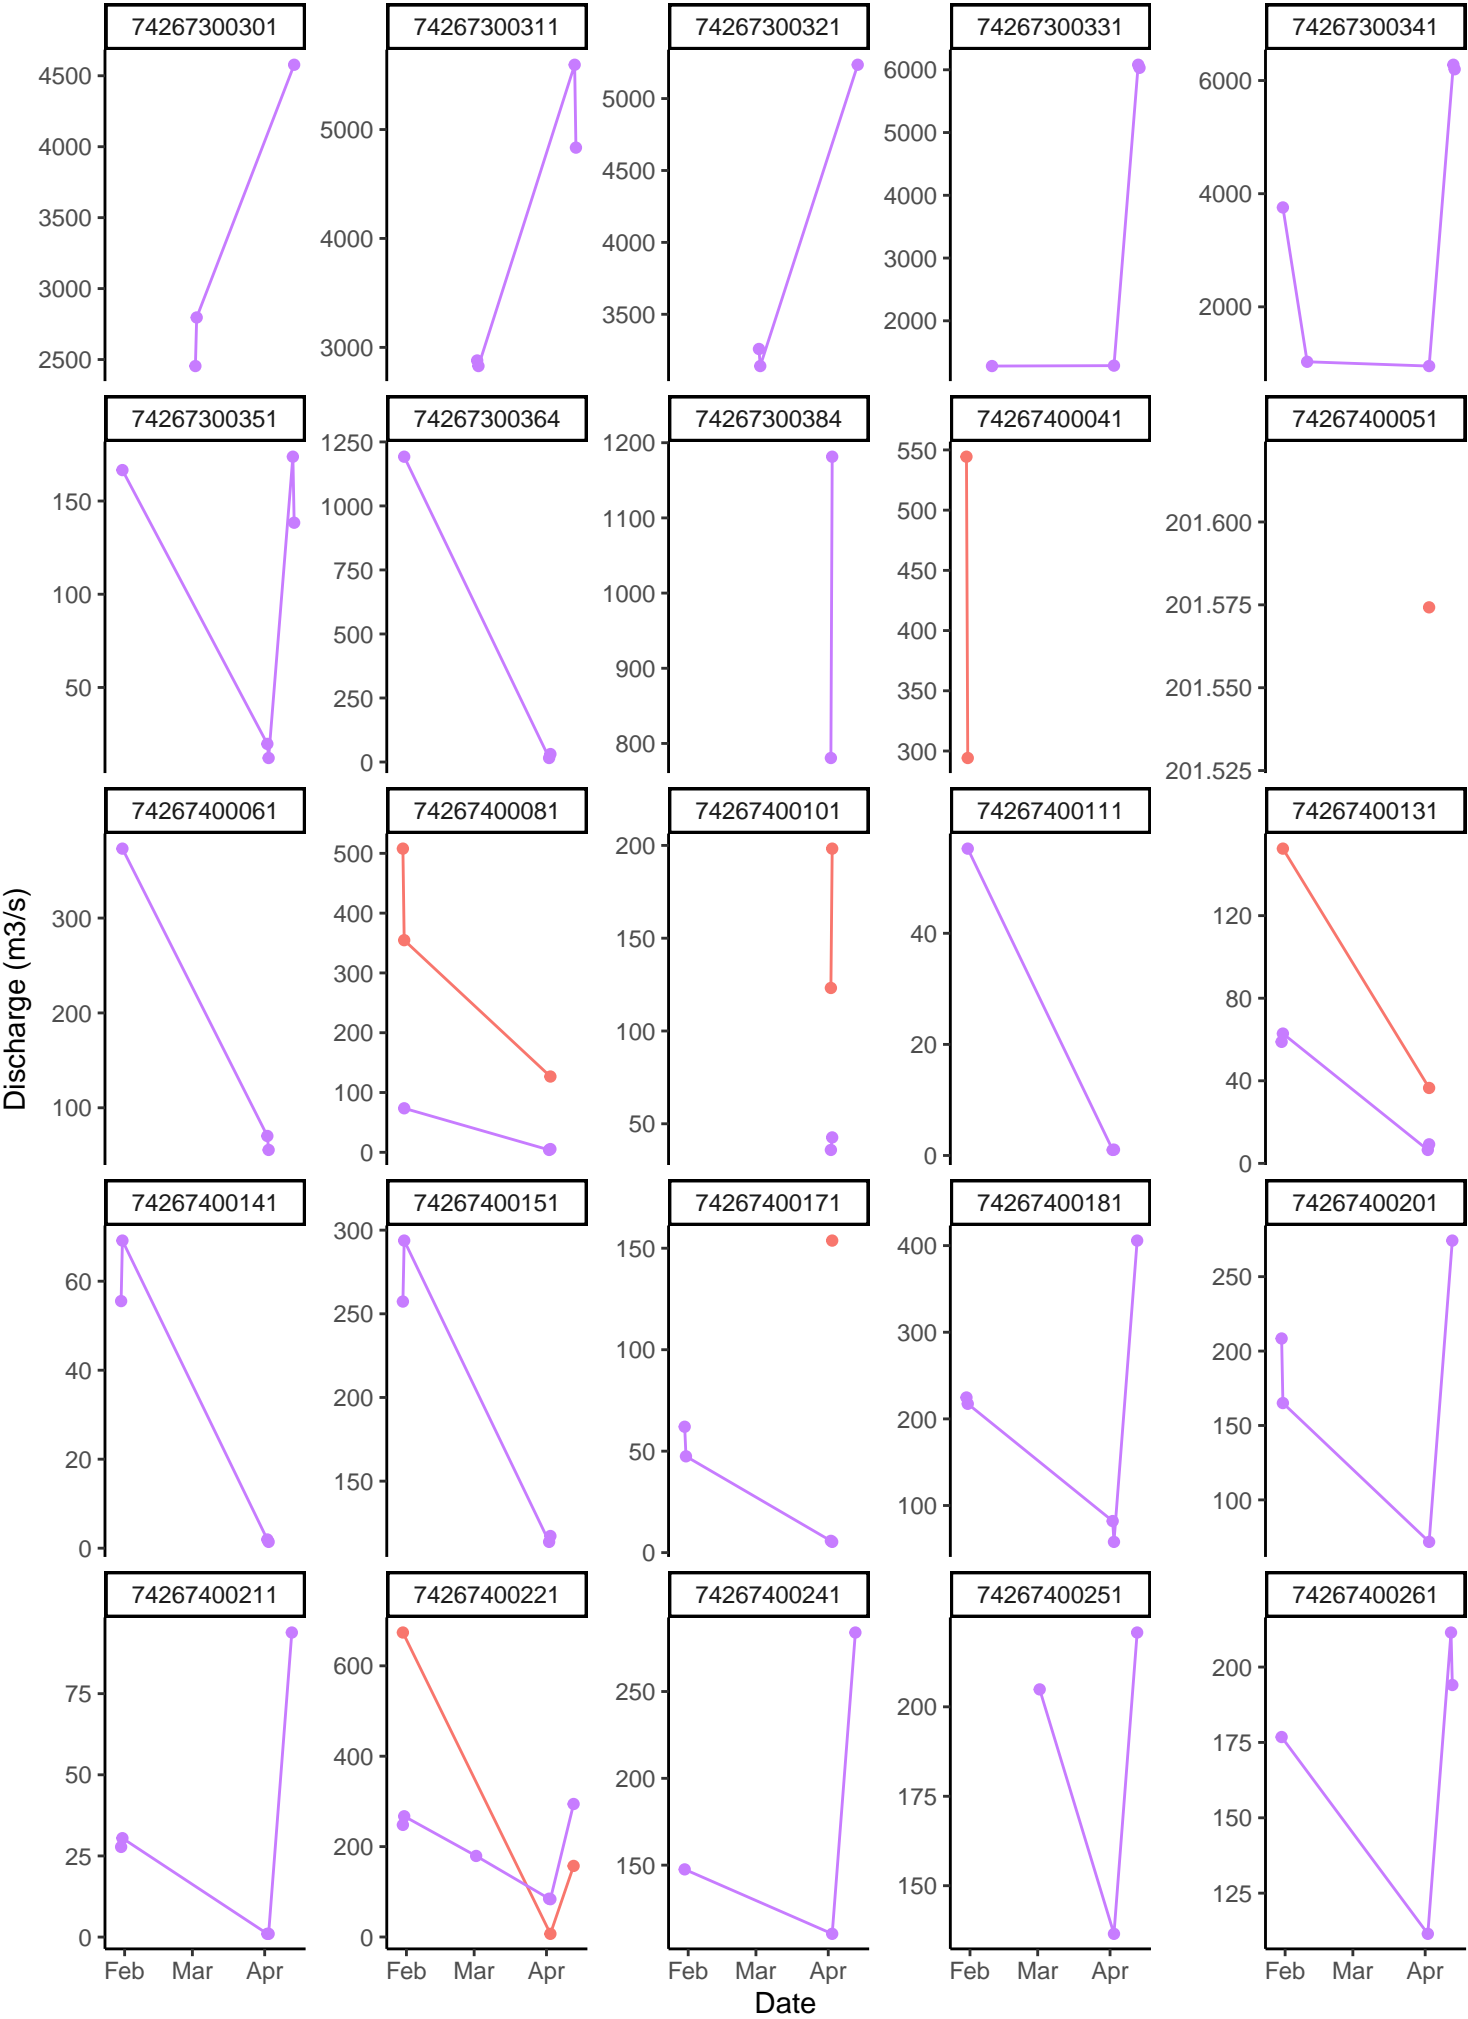 74267300301 74267300311 74267300321 74267300331 74267300341
4500 4000 3500 3000 2500
5000 4000 3000
5000 4500 4000 3500
6000 5000 4000 3000 2000
6000 4000 2000
74267300351 74267300364 74267300384 74267400041 74267400051
150 100 50
1250 1000 750 500 250 0
1200 1100 1000 900 800
550 500 450 400 350 300
201.600 201.575 201.550 201.525
74267400061 74267400081 74267400101 74267400111 74267400131
300 200 100
500 400 300 200 100 0
200 150 100 50
40 20 0
120 80 40 0
74267400141 74267400151 74267400171 74267400181 74267400201
60 40 20 0
300 250 200 150
150 100 50 0
400 300 200 100
250 200 150 100
74267400211 74267400221 74267400241 74267400251 74267400261
75 50 25 0
600 400 200 0
250 200 150
200 175 150
200 175 150 125
Feb Mar Apr Feb Mar Apr Feb Mar Apr Feb Mar Apr Feb Mar Apr
Date
Discharge (m3/s)